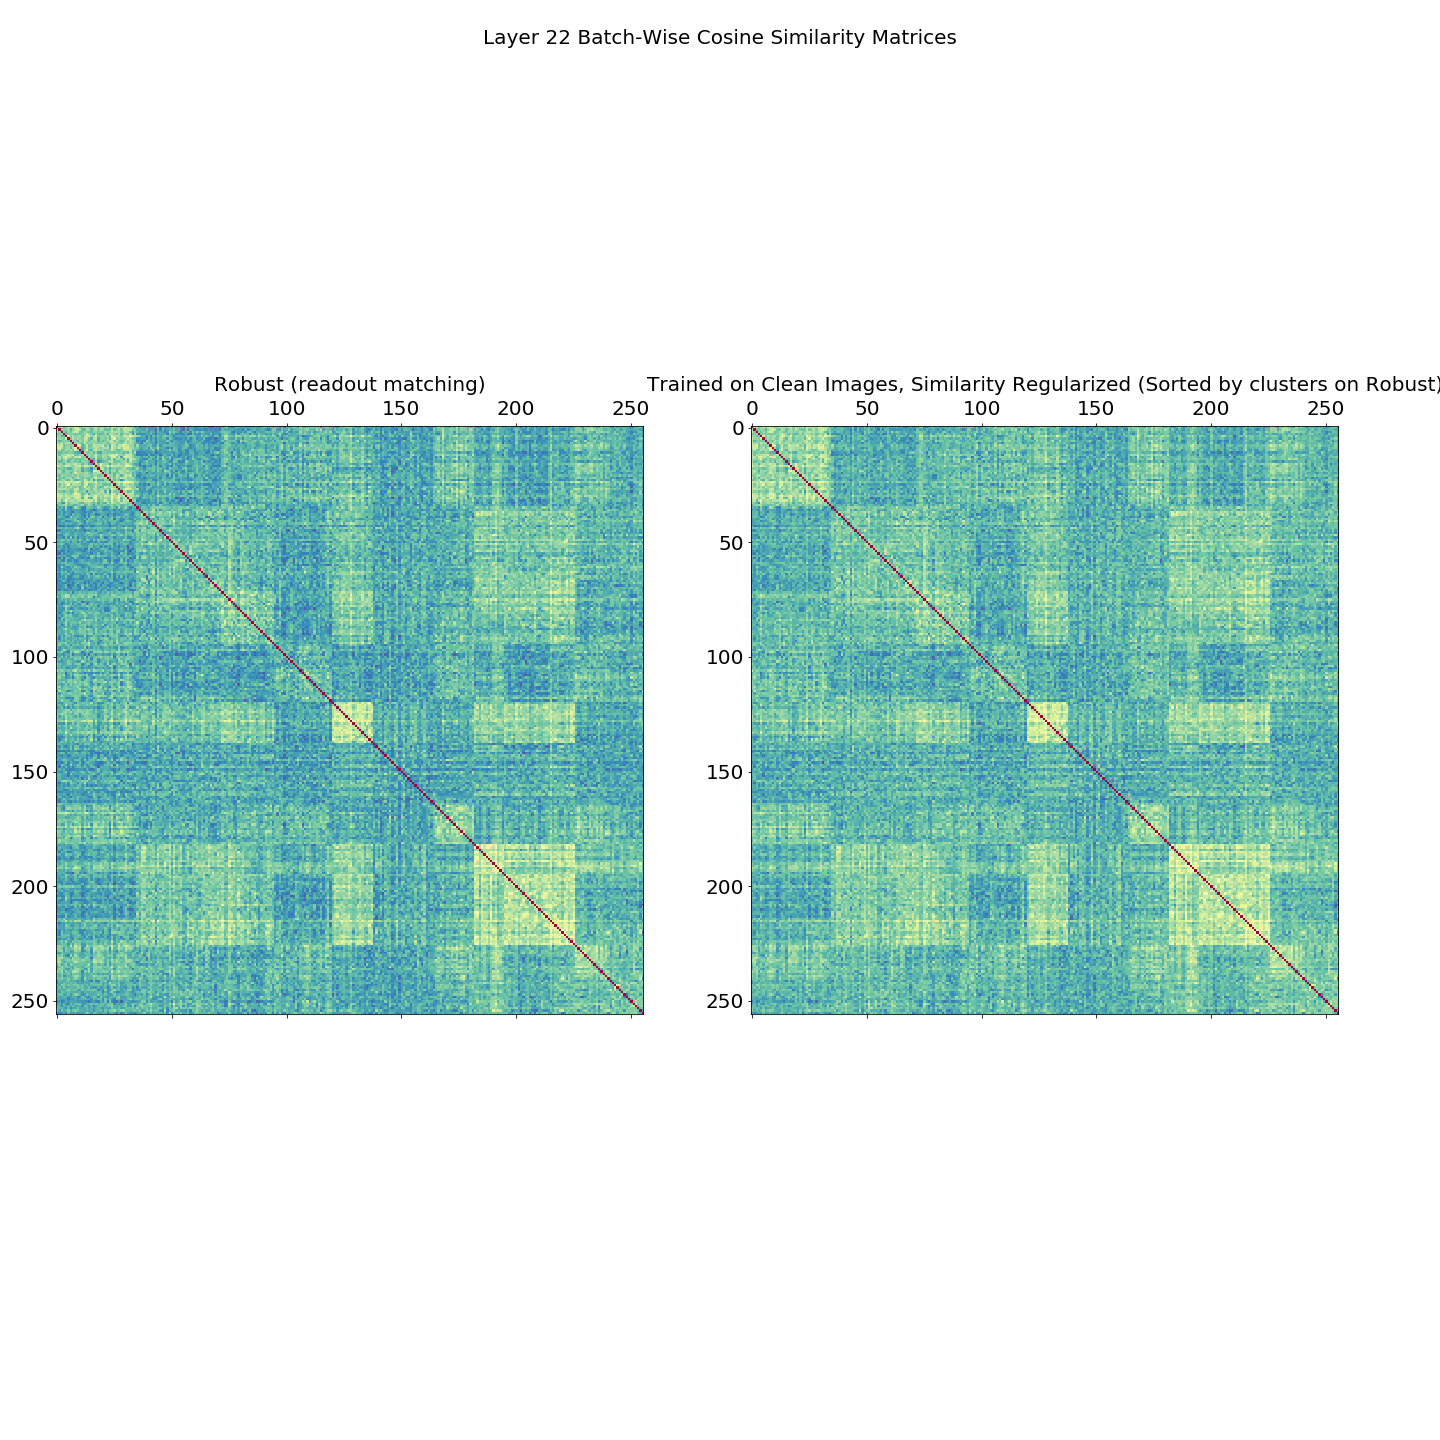 Layer 22 Batch-Wise Cosine Similarity Matrices
Robust (readout matching)
0 50 100 150 200 250
0
50
100
150
200
250
Trained on Clean Images, Similarity Regularized (Sorted by clusters on Robust)
0 50 100 150 200 250
0
50
100
150
200
250